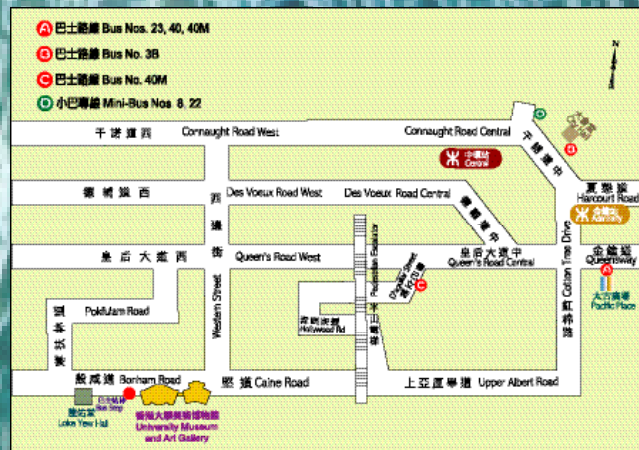 A 巴士路線 Bus Nos. 23, 40, 40M
B 巴士路線 Bus No. 3B
C 巴士路線 Bus No. 40M
D 小巴專線 Mini-Bus Nos. 8, 22
干諾道西 Connaught Road West
Connaught Road Central
干諾道中
D
B
中環站
Central
夏慤道
Harcourt Road
金鐘站
Admiralty
德輔道西
Des Voeux Road West
Des Voeux Road Central
德輔道中
西邊街
Western Street
皇后大道西
Queen's Road West
皇后大道中
Queen's Road Central
金鐘道
Queensway
A
太古廣場
Pacific Place
Cotton Tree Drive
紅棉路
Pedestrian Escalator
D'aguilar Street
C
荷李活道
Hollywood Rd
Pokfulam Road
薄扶林道
般咸道 Bonham Road
堅道 Caine Road
上亞厘畢道 Upper Albert Road
陸佑堂
Loke Yew Hall
巴士站
Bus Stop
香港大學美術博物館
University Museum
and Art Gallery